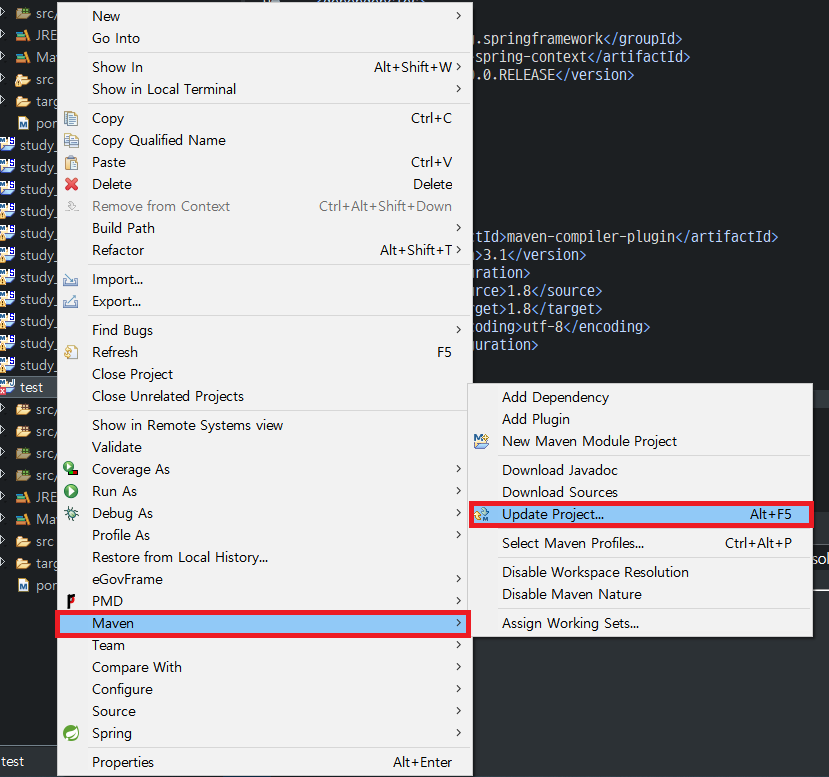 src/
JRE
Ma
src
targ
pom
study_
study_
study_
study_
study_
study_
study_
study_
study_
study_
study_
test
src/
src/
src/
src/
JRE
Ma
src
targ
pom
test
New
Go Into
Show In Alt+Shift+W
Show in Local Terminal
Copy Ctrl+C
Copy Qualified Name
Paste Ctrl+V
Delete Delete
Remove from Context Ctrl+Alt+Shift+Down
Build Path
Refactor Alt+Shift+T
Import...
Export...
Find Bugs
Refresh F5
Close Project
Close Unrelated Projects
Show in Remote Systems view
Validate
Coverage As
Run As
Debug As
Profile As
Restore from Local History...
eGovFrame
PMD
Maven
Team
Compare With
Configure
Source
Spring
Properties Alt+Enter
.springframework</groupId>
spring-context</artifactId>
.0.RELEASE</version>
ctId>maven-compiler-plugin</artifactId>
>3.1</version>
uration>
urce>1.8</source>
rget>1.8</target>
coding>utf-8</encoding>
guration>
Add Dependency
Add Plugin
New Maven Module Project
Download Javadoc
Download Sources
Update Project... Alt+F5
Select Maven Profiles... Ctrl+Alt+P
Disable Workspace Resolution
Disable Maven Nature
Assign Working Sets...
sol